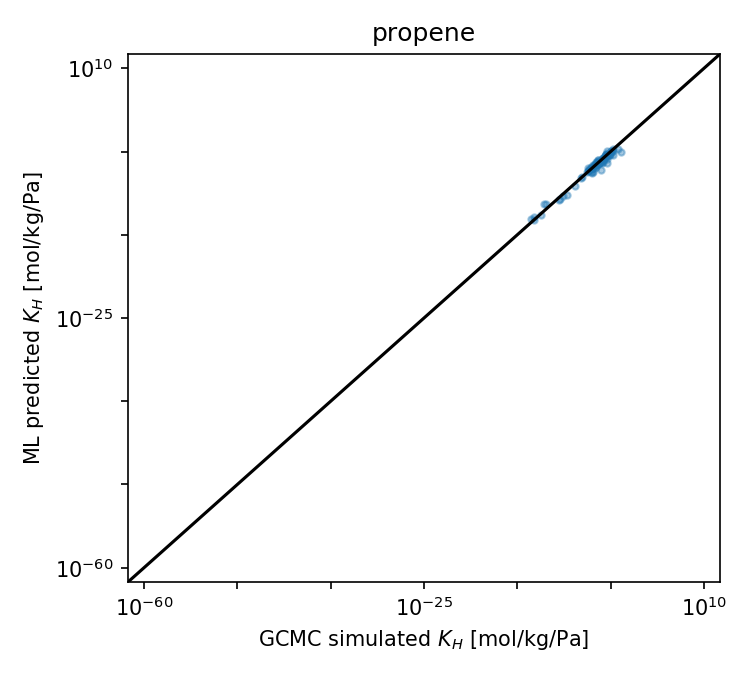 propene
10^10
10^−25
10^−60
ML predicted K_H [mol/kg/Pa]
10^−60 10^−25 10^10
GCMC simulated K_H [mol/kg/Pa]